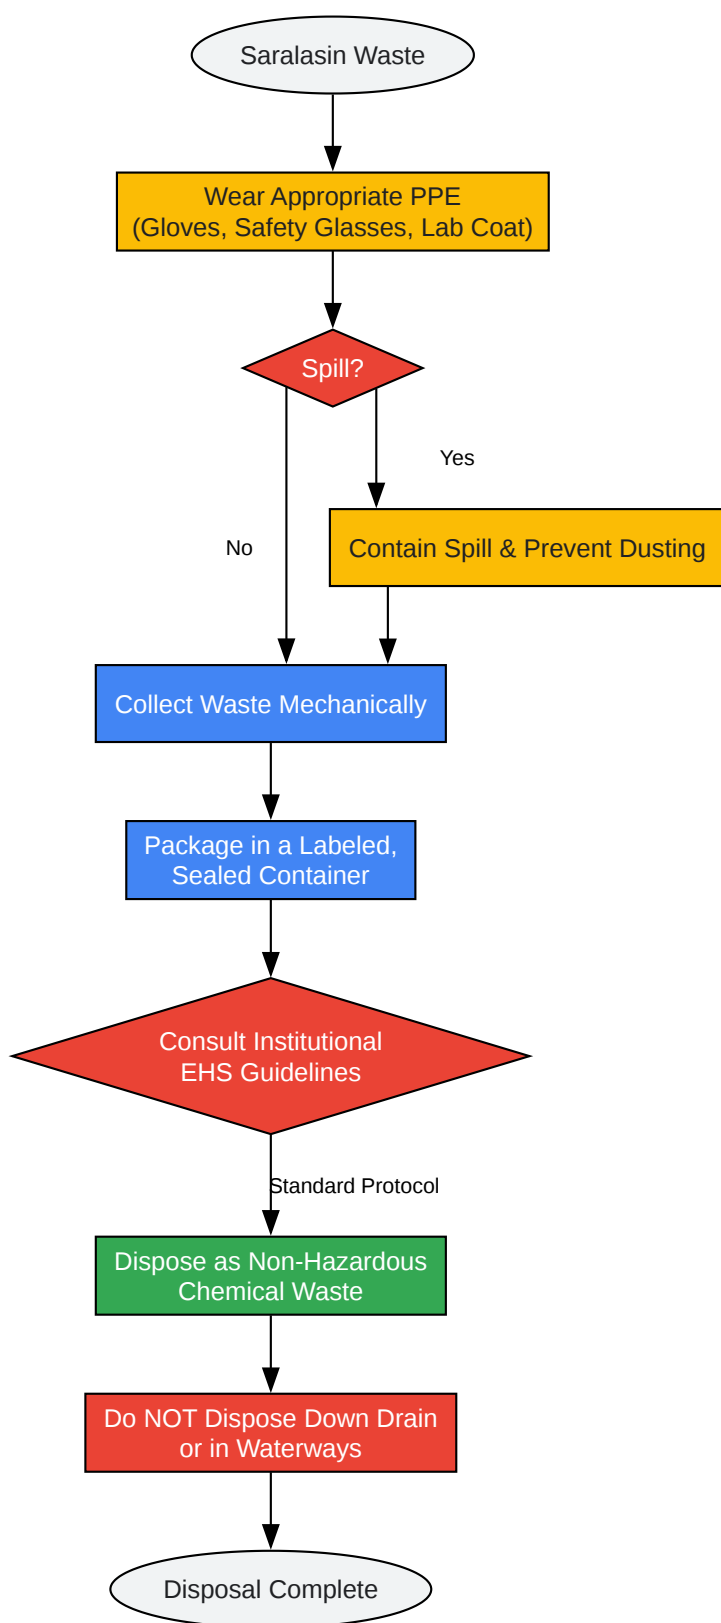 Saralasin Waste
Wear Appropriate PPE
(Gloves, Safety Glasses, Lab Coat)
Spill?
Yes
Contain Spill & Prevent Dusting
No
Collect Waste Mechanically
Package in a Labeled,
Sealed Container
Consult Institutional
EHS Guidelines
Standard Protocol
Dispose as Non-Hazardous
Chemical Waste
Do NOT Dispose Down Drain
or in Waterways
Disposal Complete